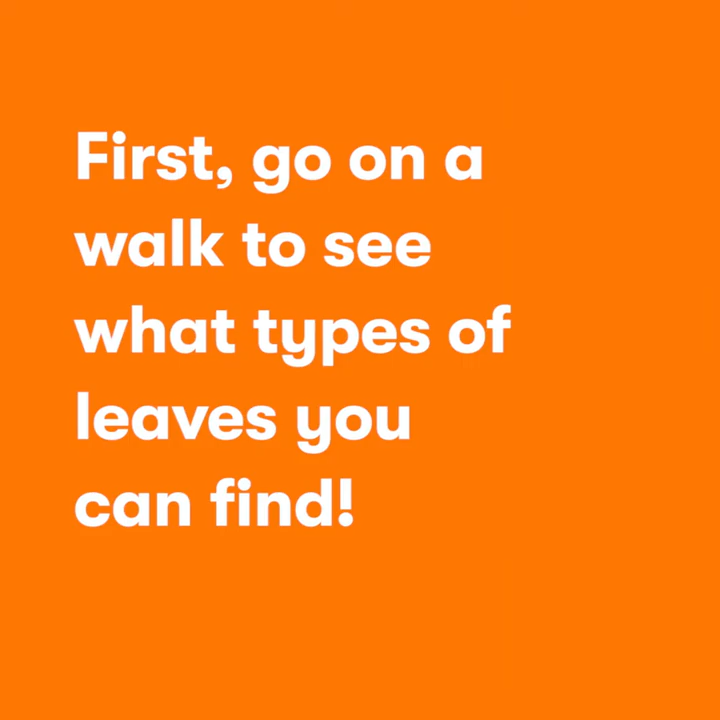 First, go on a
walk to see
what types of
leaves you
can find!